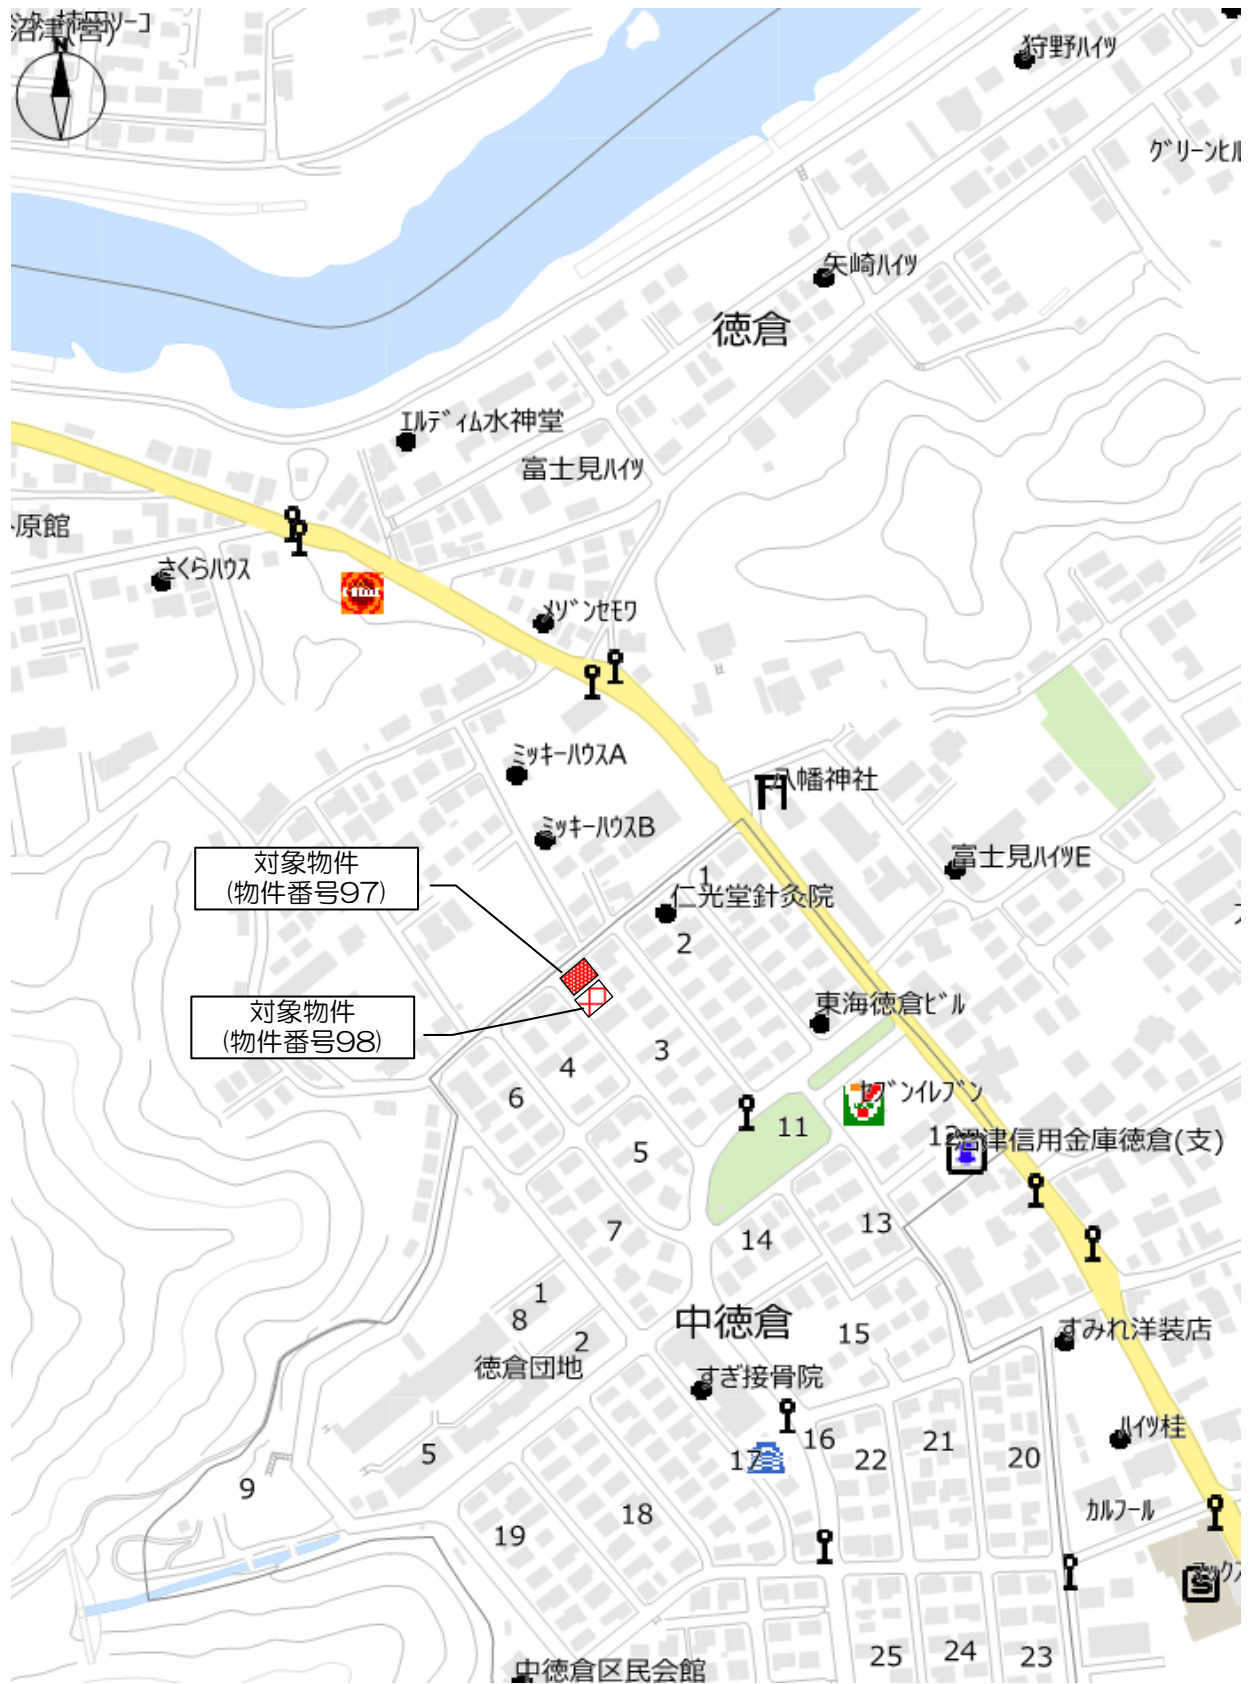 沼津(営)
N
狩野ハイツ
グリーンヒル
矢崎ハイツ
徳倉
エルディム水神堂
富士見ハイツ
原館
さくらハウス
メゾンセモワ
ミッキーハウスA
八幡神社
ミッキーハウスB
対象物件
(物件番号97)
富士見ハイツE
1
仁光堂針灸院
2
対象物件
(物件番号98)
東海徳倉ビル
3
4
6
セブンイレブン
11
12
沼津信用金庫徳倉(支)
5
13
7
14
1
8
中徳倉
2
15
すみれ洋装店
徳倉団地
すぎ接骨院
16
21
ハイツ桂
5
17
22
20
9
18
カルフール
19
マックス
25
24
23
中徳倉区民会館